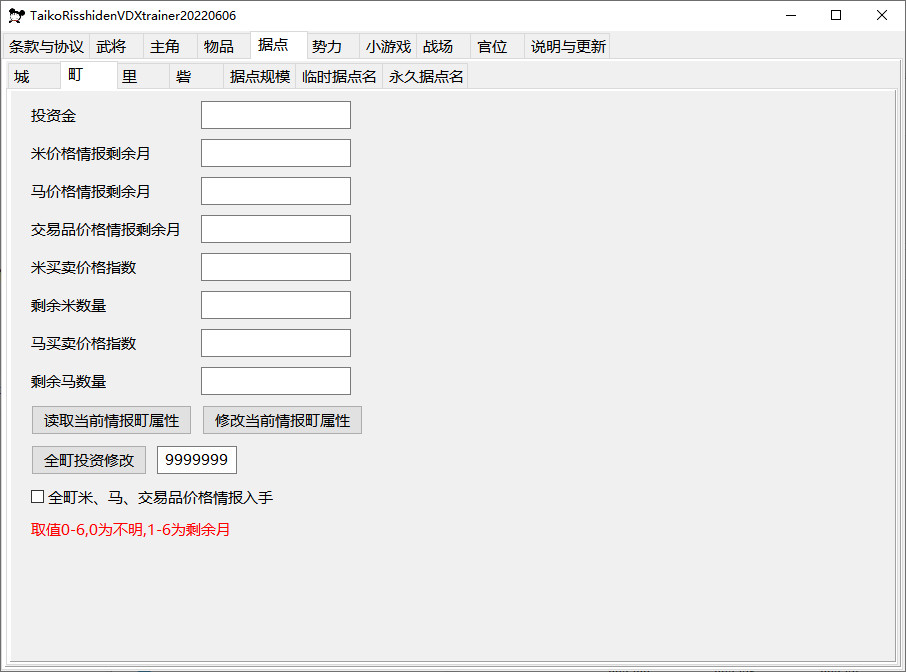 TaikoRisshidenVDXtrainer20220606
条款与协议 武将 主角 物品 据点 势力 小游戏 战场 官位 说明与更新
城 町 里 砦 据点规模 临时据点名 永久据点名
投资金
米价格情报剩余月
马价格情报剩余月
交易品价格情报剩余月
米买卖价格指数
剩余米数量
马买卖价格指数
剩余马数量
读取当前情报町属性 修改当前情报町属性
全町投资修改 9999999
全町米、马、交易品价格情报入手
取值0-6,0为不明,1-6为剩余月